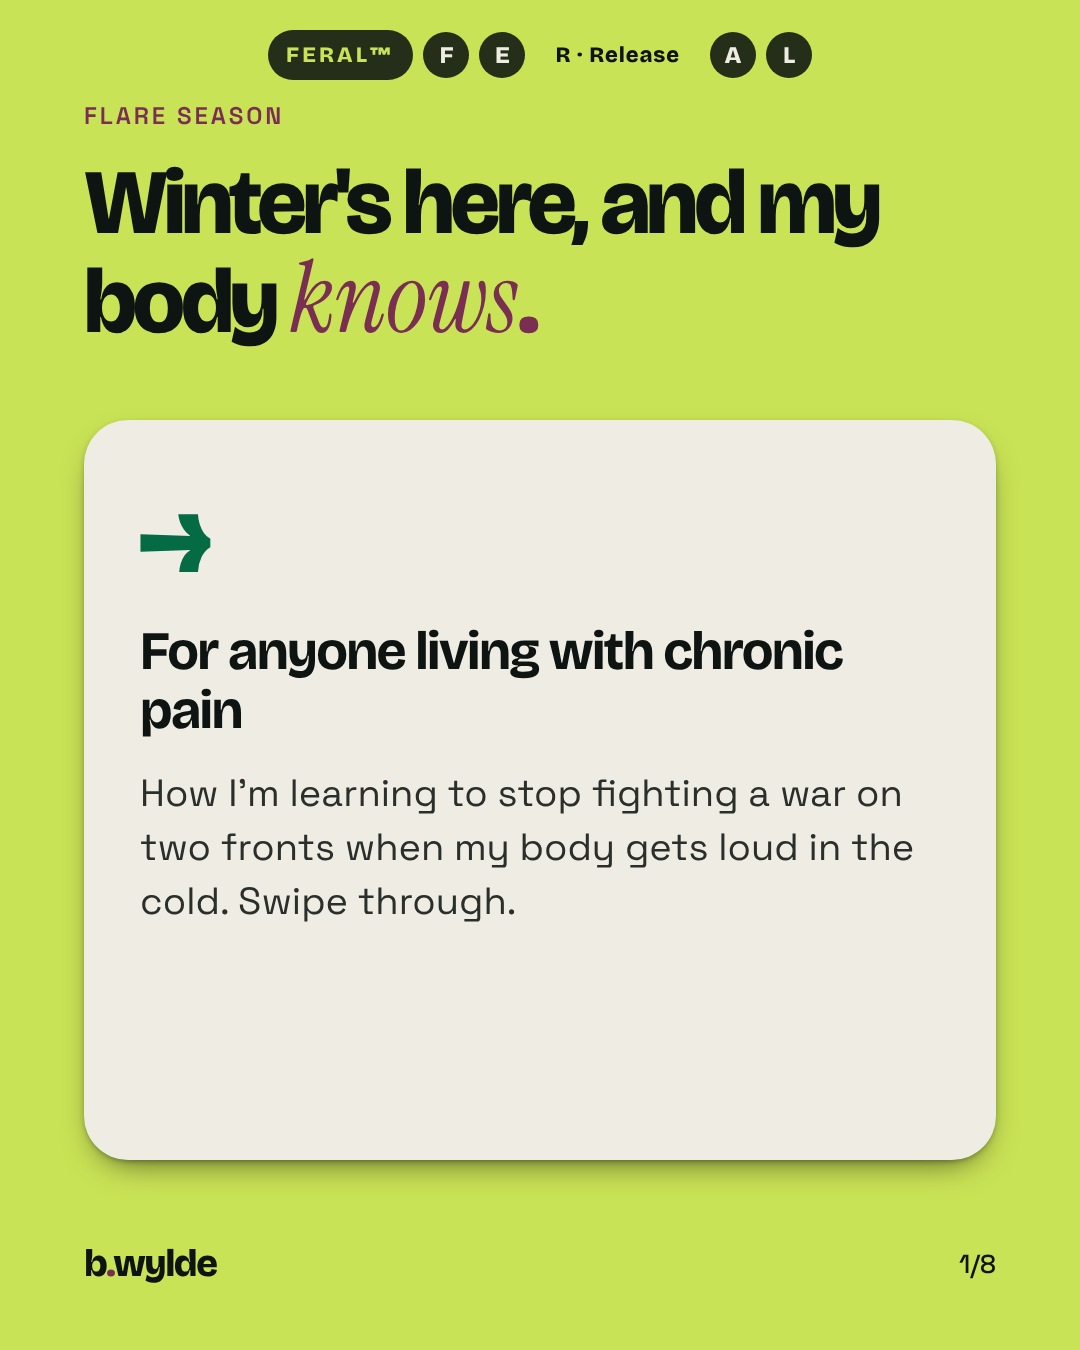 FERAL™ F E R · Release A L
FLARE SEASON
Winter's here, and my
body knows.
→
For anyone living with chronic
pain
How I’m learning to stop fighting a war on
two fronts when my body gets loud in the
cold. Swipe through.
b.wylde
1/8